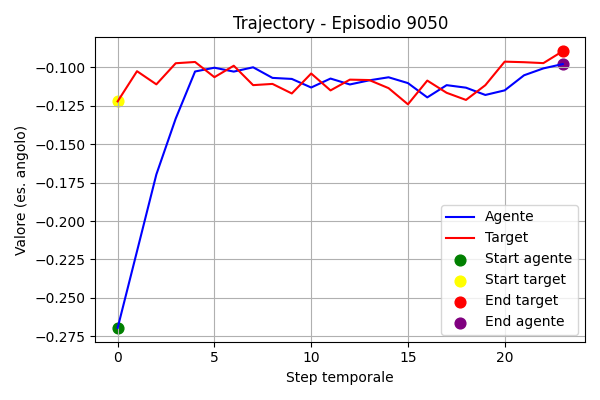 Trajectory - Episodio 9050
Valore (es. angolo)
−0.100
−0.125
−0.150
−0.175
−0.200
−0.225
−0.250
−0.275
0
5
10
15
20
Step temporale
Agente
Target
Start agente
Start target
End target
End agente